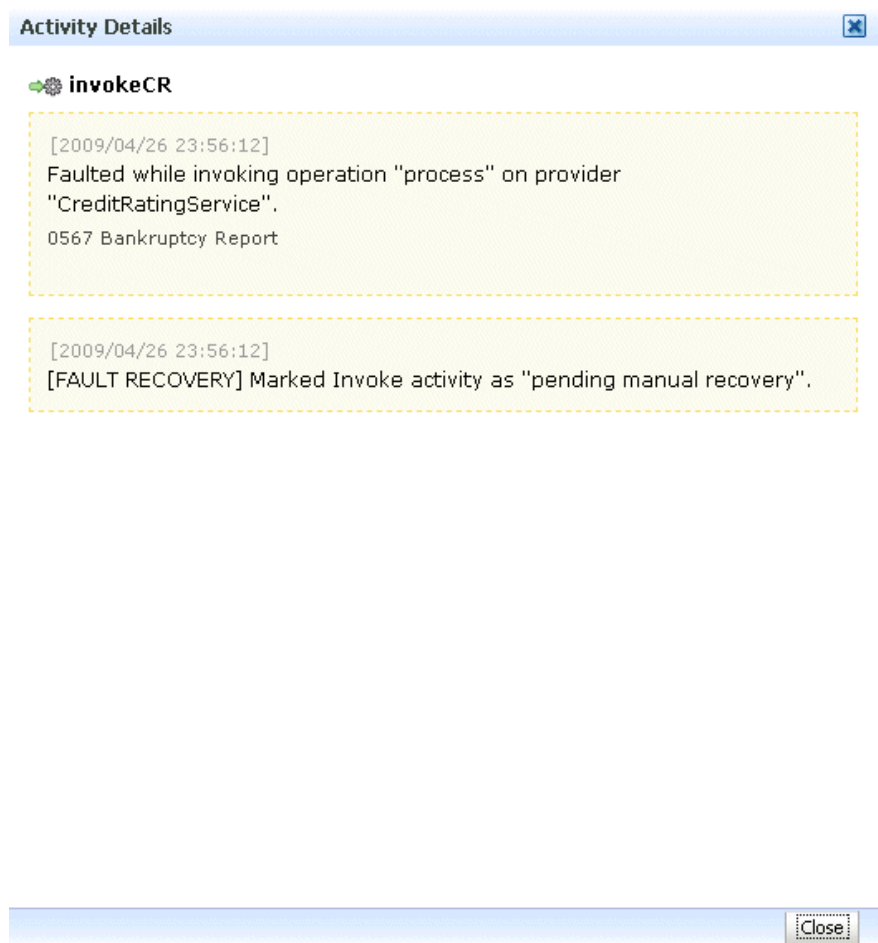 Activity Details
invokeCR
[2009/04/26 23:56:12]
Faulted while invoking operation "process" on provider
"CreditRatingService".
0567 Bankruptcy Report
[2009/04/26 23:56:12]
[FAULT RECOVERY] Marked Invoke activity as "pending manual recovery".
Close